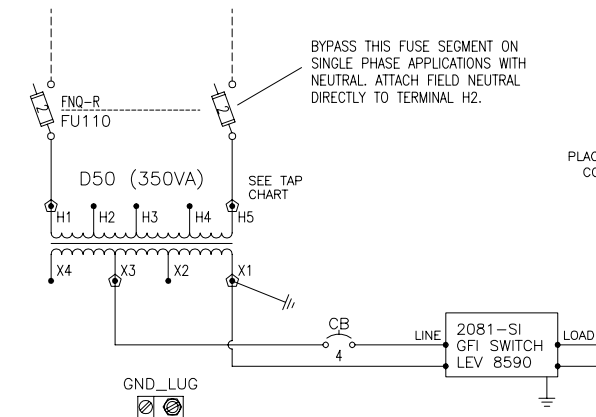 BYPASS THIS FUSE SEGMENT ON
SINGLE PHASE APPLICATIONS WITH
NEUTRAL. ATTACH FIELD NEUTRAL
DIRECTLY TO TERMINAL H2.
2
FNQ-R
FU110
2
PLAC
CO
D50 (350VA)
SEE TAP
CHART
H1 H2 H3 H4 H5
X4 X3 X2 X1
CB
4
LINE
2081-SI
GFI SWITCH
LEV 8590
LOAD
GND_LUG